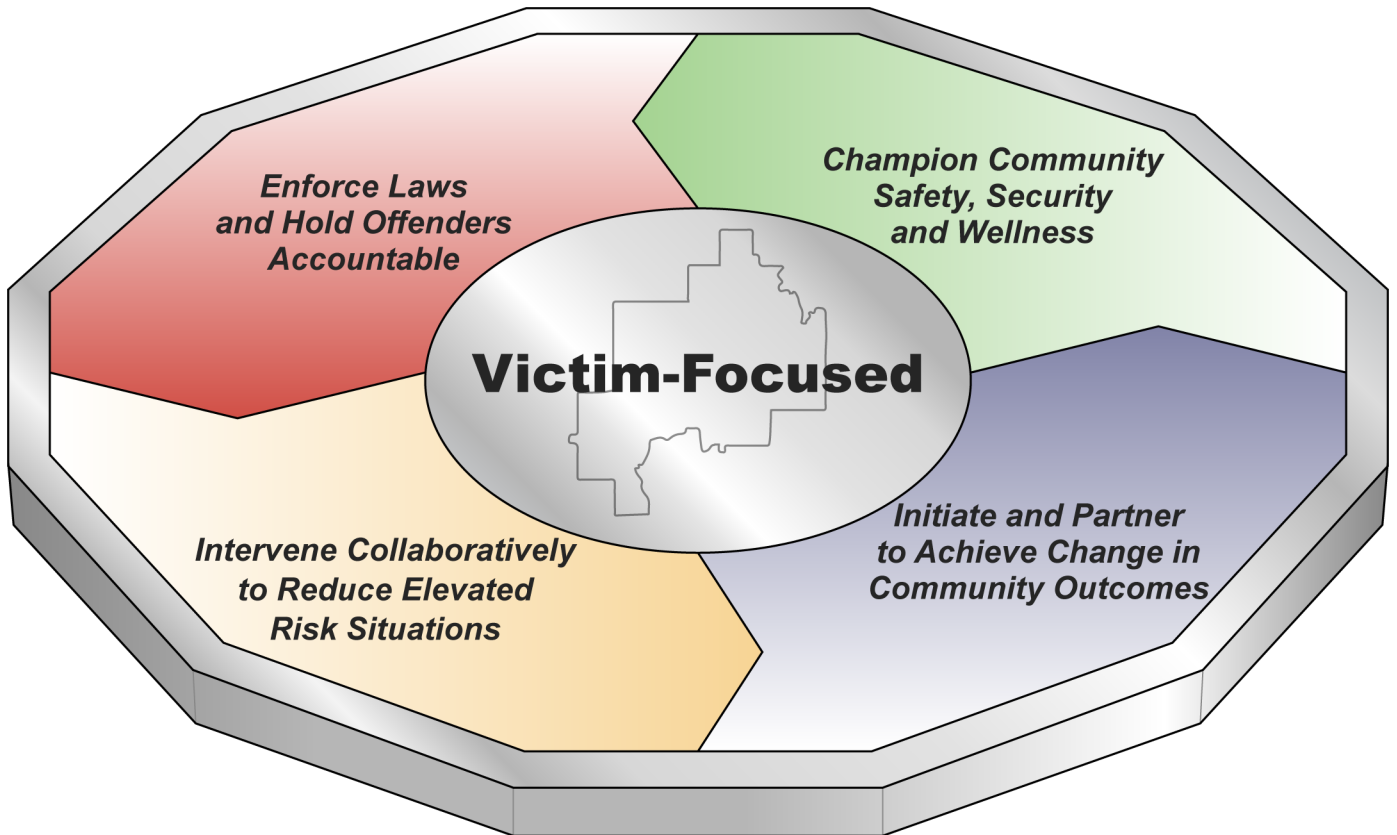 Enforce Laws
and Hold Offenders
Accountable
Champion Community
Safety, Security
and Wellness
Victim-Focused
Intervene Collaboratively
to Reduce Elevated
Risk Situations
Initiate and Partner
to Achieve Change in
Community Outcomes